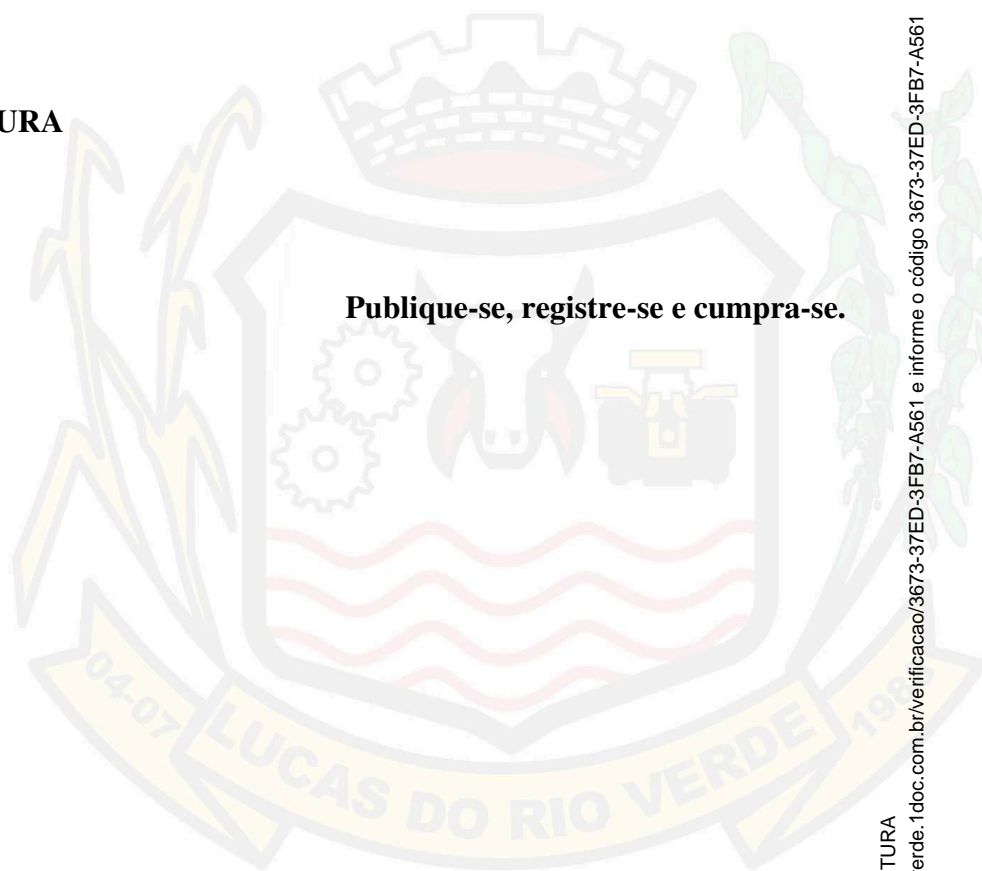 URA
Publique-se, registre-se e cumpra-se.
04-07 LUCAS DO RIO VERDE 1988
TURA
erde.1doc.com.br/verificacao/3673-37ED-3FB7-A561 e informe o código 3673-37ED-3FB7-A561